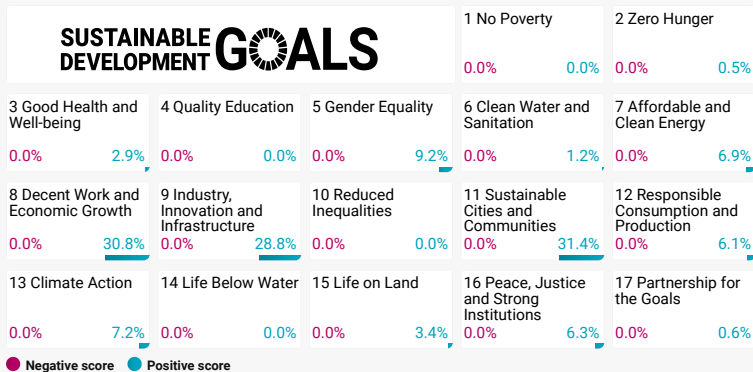 SUSTAINABLE
DEVELOPMENT
GOALS
1 No Poverty
0.0% 0.0%
2 Zero Hunger
0.0% 0.5%
3 Good Health and
Well-being
0.0% 2.9%
4 Quality Education
0.0% 0.0%
5 Gender Equality
0.0% 9.2%
6 Clean Water and
Sanitation
0.0% 1.2%
7 Affordable and
Clean Energy
0.0% 6.9%
8 Decent Work and
Economic Growth
0.0% 30.8%
9 Industry,
Innovation and
Infrastructure
0.0% 28.8%
10 Reduced
Inequalities
0.0% 0.0%
11 Sustainable
Cities and
Communities
0.0% 31.4%
12 Responsible
Consumption and
Production
0.0% 6.1%
13 Climate Action
0.0% 7.2%
14 Life Below Water
0.0% 0.0%
15 Life on Land
0.0% 3.4%
16 Peace, Justice
and Strong
Institutions
0.0% 6.3%
17 Partnership for
the Goals
0.0% 0.6%
Negative score Positive score